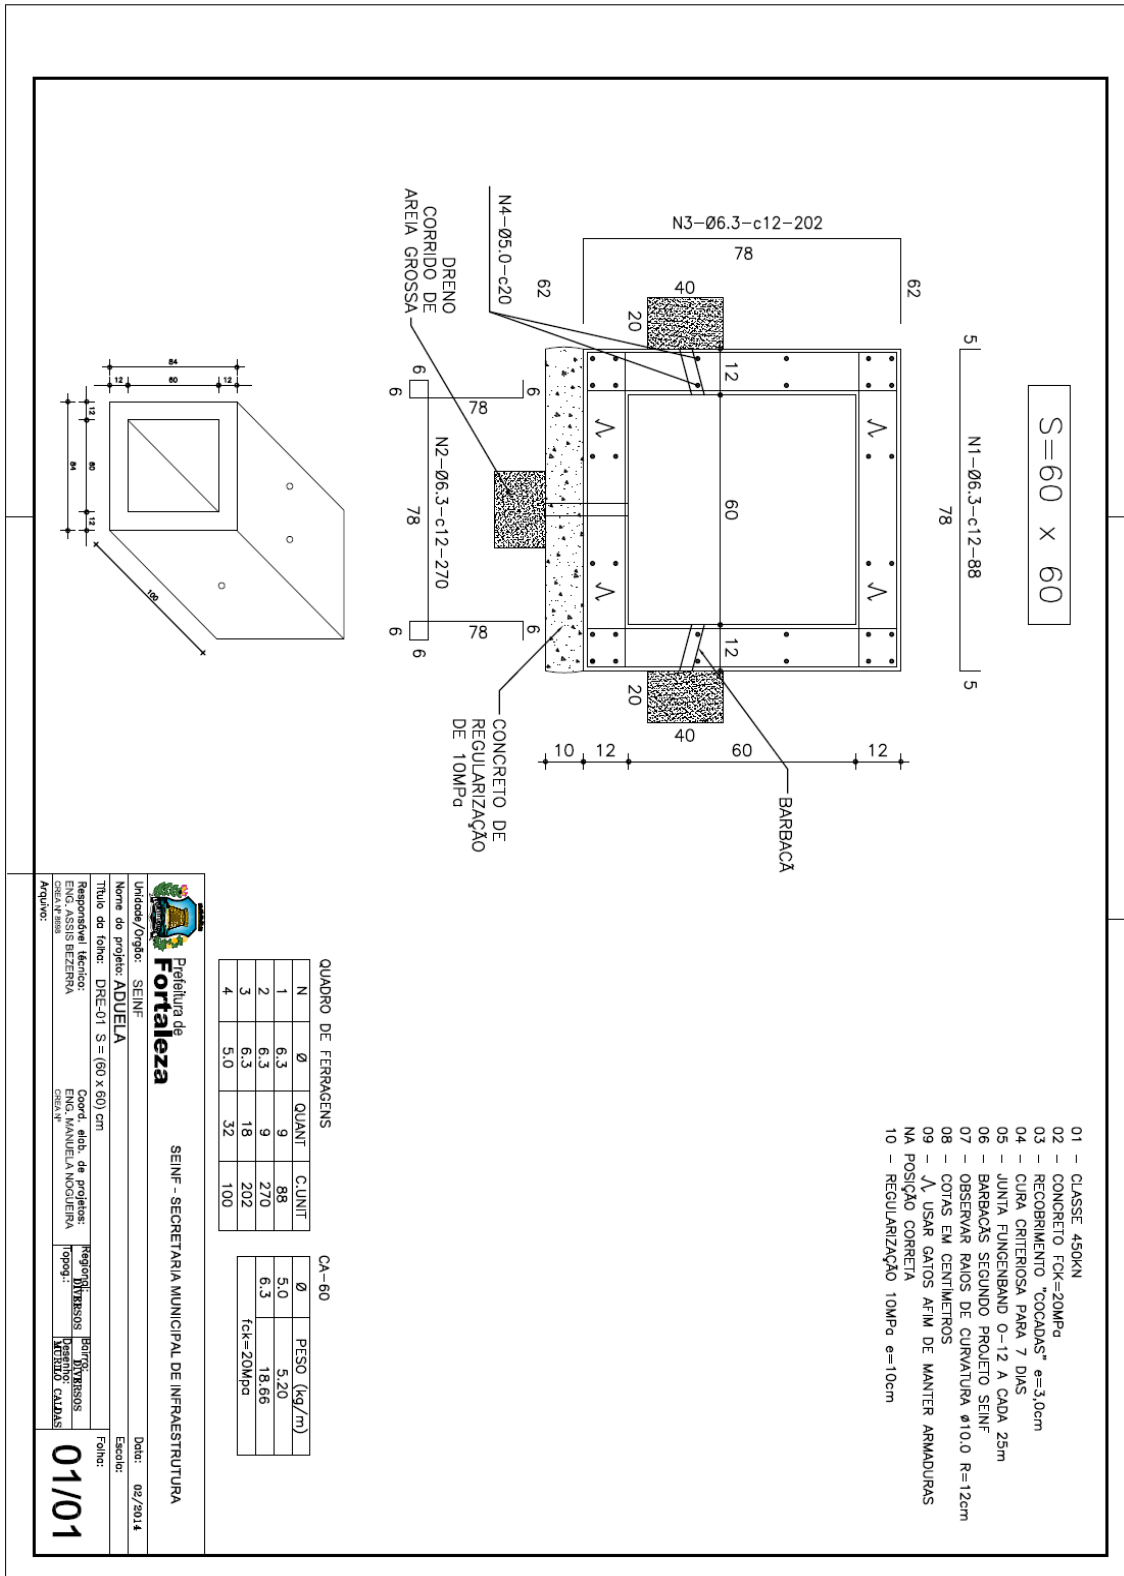 S=60 x 60
N1-Ø6.3-c12-88
5
78
5
62
N3-Ø6.3-c12-202
78
62
40
20
12
60
12
20
40
12
60
12
10
BARBACÃ
N4-Ø5.0-c20
DRENO
CORRIDO DE
AREIA GROSSA
6
78
6
6
N2-Ø6.3-c12-270
78
6
78
6
6
CONCRETO DE
REGULARIZAÇÃO
DE 10MPa
84
12
60
12
12
60
12
84
100
01 - CLASSE 450KN
02 - CONCRETO FCK=20MPa
03 - RECOBRIMENTO "COCADAS" e=3,0cm
04 - CURA CRITERIOSA PARA 7 DIAS
05 - JUNTA FUNGENBAND O-12 A CADA 25m
06 - BARBACÃS SEGUNDO PROJETO SEINF
07 - OBSERVAR RAIOS DE CURVATURA ø10.0 R=12cm
08 - COTAS EM CENTÍMETROS
09 - USAR GATOS AFIM DE MANTER ARMADURAS
NA POSIÇÃO CORRETA
10 - REGULARIZAÇÃO 10MPa e=10cm
QUADRO DE FERRAGENS
N Ø QUANT C.UNIT
1 6.3 9 88
2 6.3 9 270
3 6.3 18 202
4 5.0 32 100
CA-60
Ø PESO (kg/m)
5.0 5.20
6.3 18.66
fck=20Mpa
Prefeitura de
Fortaleza
SEINF - SECRETARIA MUNICIPAL DE INFRAESTRUTURA
Unidade/Orgão: SEINF
Data: 02/2014
Nome do projeto: ADUELA
Escala:
Título da folha: DRE-01 S = (60 x 60) cm
Folha:
01/01
Responsável técnico:
ENG. ASSIS BEZERRA
Coord. elab. de projetos:
ENG. MANUELA NOGUEIRA
CREA Nº
Regional:
DIVERSOS
Bairro:
DIVERSOS
Topog.:
Desenho:
MURILO CALDAS
Arquivo: